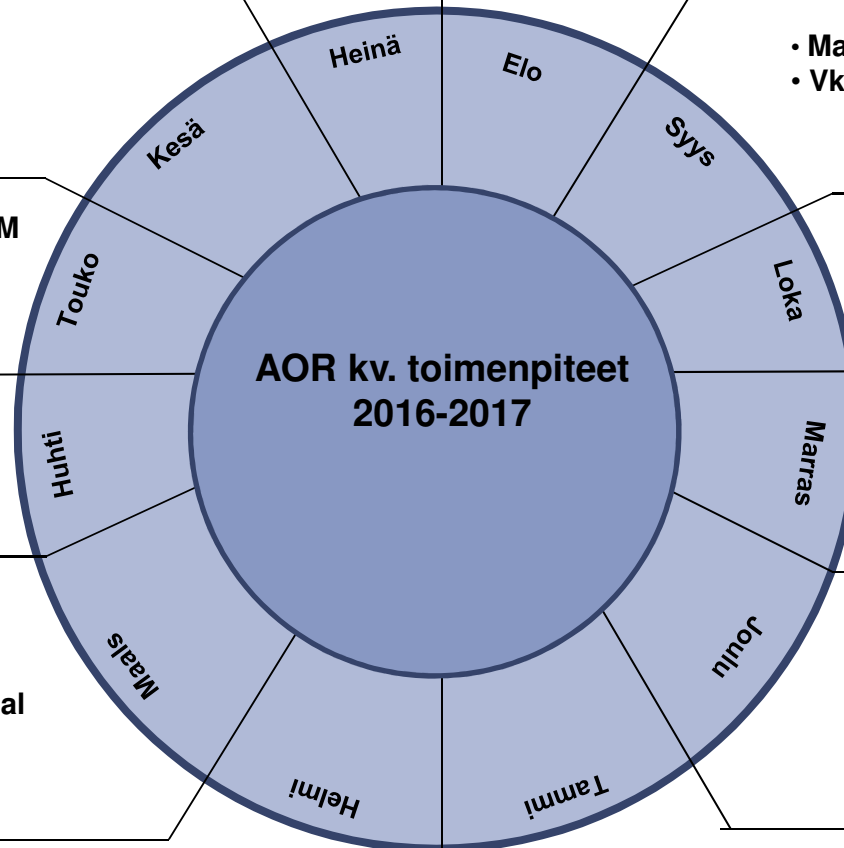 Heinä
Elo
• Ma
• Vk
Kesä
Syys
M
Touko
Loka
AOR kv. toimenpiteet
2016-2017
Huhti
Marras
Maalis
Joulu
al
Helmi
Tammi